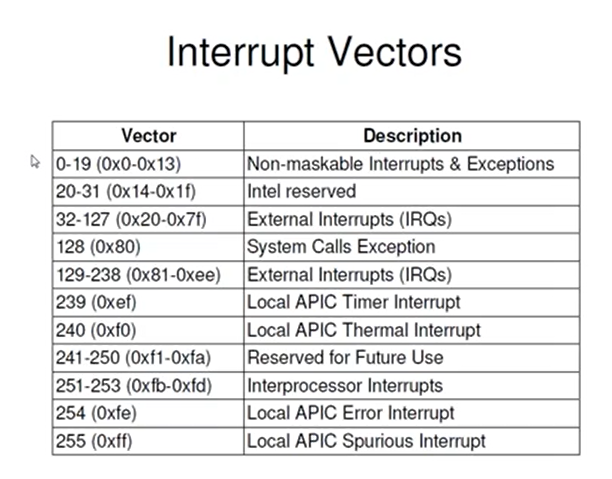 Interrupt Vectors
Vector Description
0-19 (0x0-0x13) Non-maskable Interrupts & Exceptions
20-31 (0x14-0x1f) Intel reserved
32-127 (0x20-0x7f) External Interrupts (IRQs)
128 (0x80) System Calls Exception
129-238 (0x81-0xee) External Interrupts (IRQs)
239 (0xef) Local APIC Timer Interrupt
240 (0xf0) Local APIC Thermal Interrupt
241-250 (0xf1-0xfa) Reserved for Future Use
251-253 (0xfb-0xfd) Interprocessor Interrupts
254 (0xfe) Local APIC Error Interrupt
255 (0xff) Local APIC Spurious Interrupt